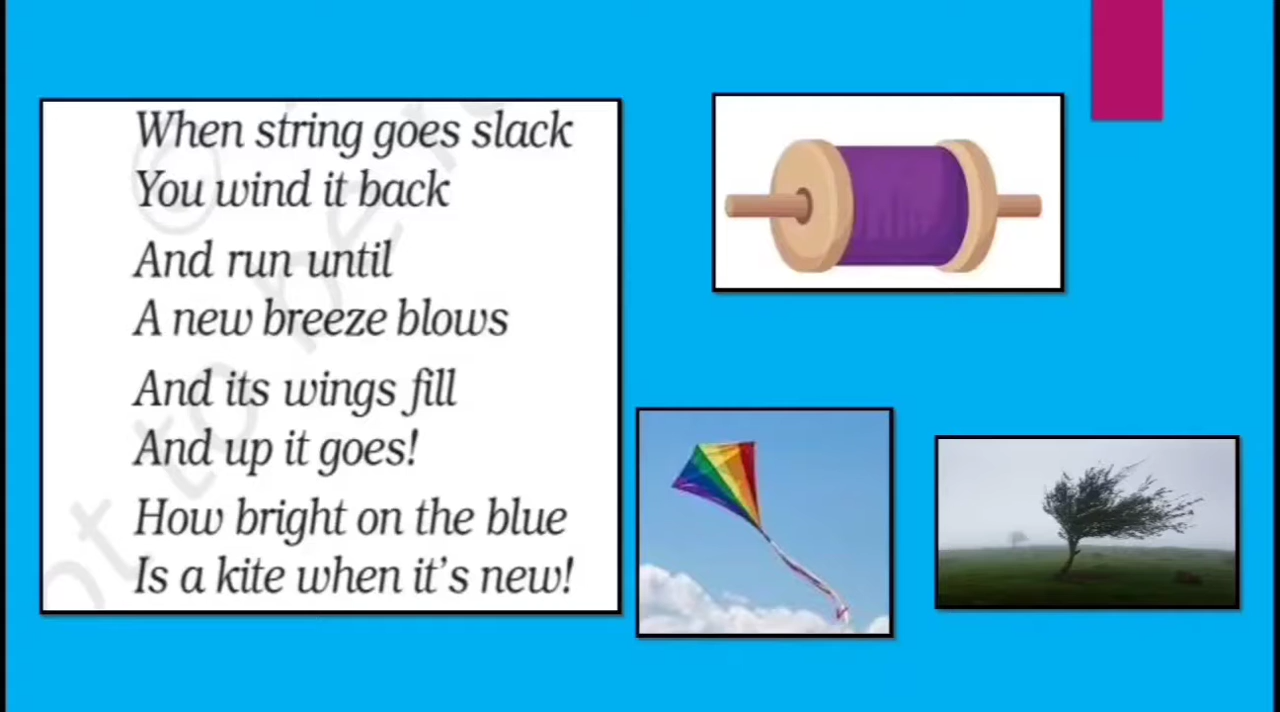 When string goes slack
You wind it back
And run until
A new breeze blows
And its wings fill
And up it goes!
How bright on the blue
Is a kite when it's new!